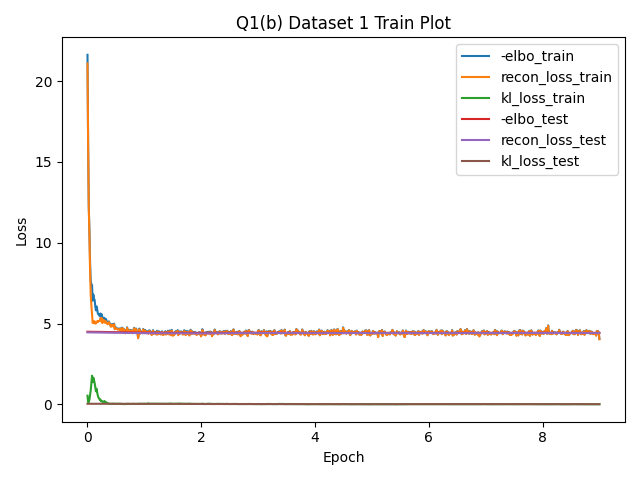 Q1(b) Dataset 1 Train Plot
-elbo_train
recon_loss_train
kl_loss_train
-elbo_test
recon_loss_test
kl_loss_test
Loss
20
15
10
5
0
0 2 4 6 8
Epoch